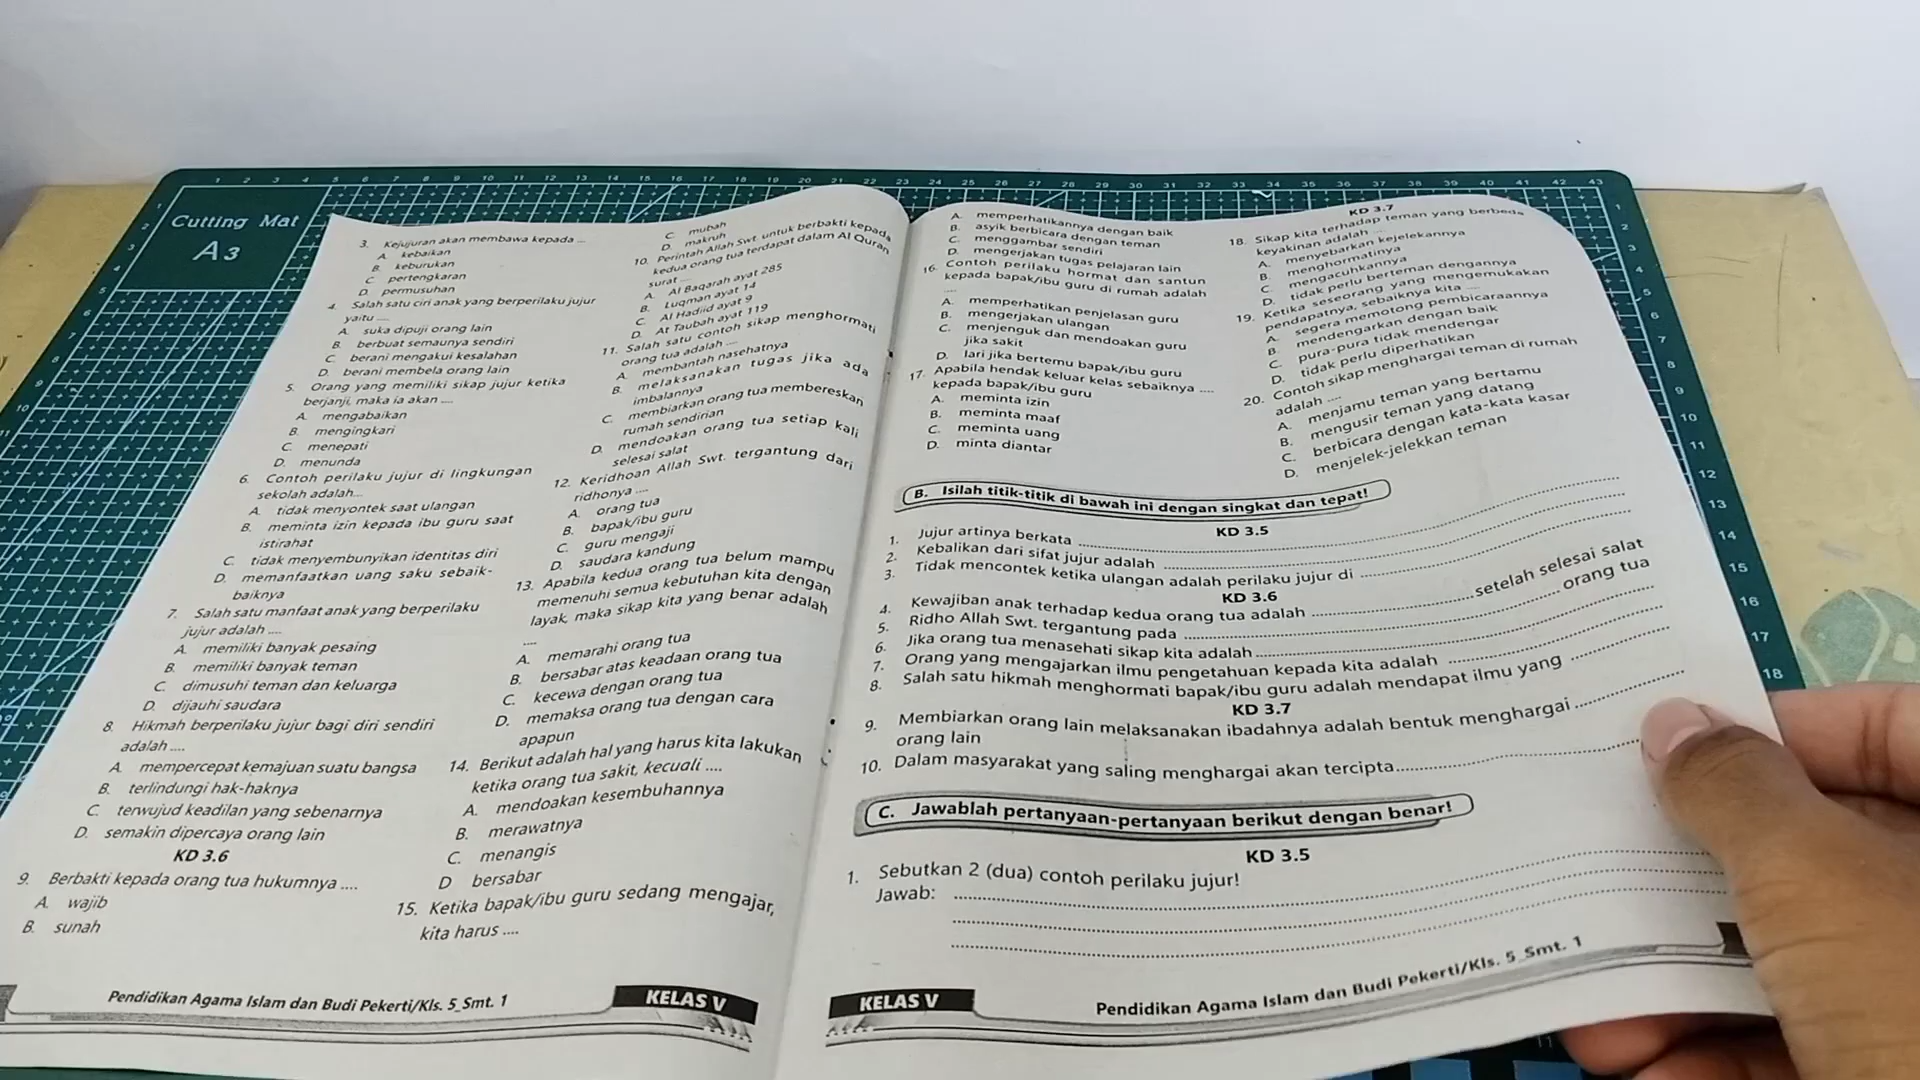 Cutting Mat
A3
3. Kejujuran akan membawa kepada ...
A. kebaikan
B. keburukan
C. pertengkaran
D. permusuhan
4. Salah satu ciri anak yang berperilaku jujur
yaitu ....
A. suka dipuji orang lain
B. berbuat semaunya sendiri
C. berani mengakui kesalahan
D. berani membela orang lain
5. Orang yang memiliki sikap jujur ketika
berjanji, maka ia akan ....
A. mengabaikan
B. mengingkari
C. menepati
D. menunda
6. Contoh perilaku jujur di lingkungan
sekolah adalah...
A. tidak menyontek saat ulangan
B. meminta izin kepada ibu guru saat
istirahat
C. tidak menyembunyikan identitas diri
D. memanfaatkan uang saku sebaik-
baiknya
7. Salah satu manfaat anak yang berperilaku
jujur adalah ....
A. memiliki banyak pesaing
B. memiliki banyak teman
C. dimusuhi teman dan keluarga
D. dijauhi saudara
8. Hikmah berperilaku jujur bagi diri sendiri
adalah ....
A. mempercepat kemajuan suatu bangsa
B. terlindungi hak-haknya
C. terwujud keadilan yang sebenarnya
D. semakin dipercaya orang lain
KD 3.6
9. Berbakti kepada orang tua hukumnya ....
A. wajib
B. sunah
C. mubah
D. makruh
10. Perintah Allah Swt. untuk berbakti kepada
kedua orang tua terdapat dalam Al Quran
surat ....
A. Al Baqarah ayat 285
B. Luqman ayat 14
C. Al Hadiid ayat 9
D. At Taubah ayat 119
11. Salah satu contoh sikap menghormati
orang tua adalah ....
A. membantah nasehatnya
B. melaksanakan tugas jika ada
imbalannya
C. membiarkan orang tua membereskan
rumah sendirian
D. mendoakan orang tua setiap kali
selesai salat
12. Keridhoan Allah Swt. tergantung dari
ridhonya ....
A. orang tua
B. bapak/ibu guru
C. guru mengaji
D. saudara kandung
13. Apabila kedua orang tua belum mampu
memenuhi semua kebutuhan kita dengan
layak, maka sikap kita yang benar adalah
....
A. memarahi orang tua
B. bersabar atas keadaan orang tua
C. kecewa dengan orang tua
D. memaksa orang tua dengan cara
apapun
14. Berikut adalah hal yang harus kita lakukan
ketika orang tua sakit, kecuali ....
A. mendoakan kesembuhannya
B. merawatnya
C. menangis
D bersabar
15. Ketika bapak/ibu guru sedang mengajar,
kita harus ....
Pendidikan Agama Islam dan Budi Pekerti/Kls. 5_Smt. 1
KELAS V
A. memperhatikannya dengan baik
B. asyik berbicara dengan teman
C. menggambar sendiri
D. mengerjakan tugas pelajaran lain
16. Contoh perilaku hormat dan santun
kepada bapak/ibu guru di rumah adalah
....
A. memperhatikan penjelasan guru
B. mengerjakan ulangan
C. menjenguk dan mendoakan guru
jika sakit
D. lari jika bertemu bapak/ibu guru
17. Apabila hendak keluar kelas sebaiknya ....
kepada bapak/ibu guru
A. meminta izin
B. meminta maaf
C. meminta uang
D. minta diantar
KD 3.7
18. Sikap kita terhadap teman yang berbeda
keyakinan adalah ....
A. menyebarkan kejelekannya
B. menghormatinya
C. mengacuhkannya
D. tidak perlu berteman dengannya
19. Ketika seseorang yang mengemukakan
pendapatnya, sebaiknya kita ....
A. segera memotong pembicaraannya
B. mendengarkan dengan baik
C. pura-pura tidak mendengar
D. tidak perlu diperhatikan
20. Contoh sikap menghargai teman di rumah
adalah ....
A. menjamu teman yang bertamu
B. mengusir teman yang datang
C. berbicara dengan kata-kata kasar
D. menjelek-jelekkan teman
B. Isilah titik-titik di bawah ini dengan singkat dan tepat!
KD 3.5
1. Jujur artinya berkata ....
2. Kebalikan dari sifat jujur adalah ....
3. Tidak mencontek ketika ulangan adalah perilaku jujur di ....
KD 3.6
4. Kewajiban anak terhadap kedua orang tua adalah .... setelah selesai salat
5. Ridho Allah Swt. tergantung pada .... orang tua
6. Jika orang tua menasehati sikap kita adalah ....
7. Orang yang mengajarkan ilmu pengetahuan kepada kita adalah ....
8. Salah satu hikmah menghormati bapak/ibu guru adalah mendapat ilmu yang ....
KD 3.7
9. Membiarkan orang lain melaksanakan ibadahnya adalah bentuk menghargai ....
orang lain
10. Dalam masyarakat yang saling menghargai akan tercipta....
C. Jawablah pertanyaan-pertanyaan berikut dengan benar!
KD 3.5
1. Sebutkan 2 (dua) contoh perilaku jujur!
Jawab: ....
KELAS V
Pendidikan Agama Islam dan Budi Pekerti/Kls. 5_Smt. 1